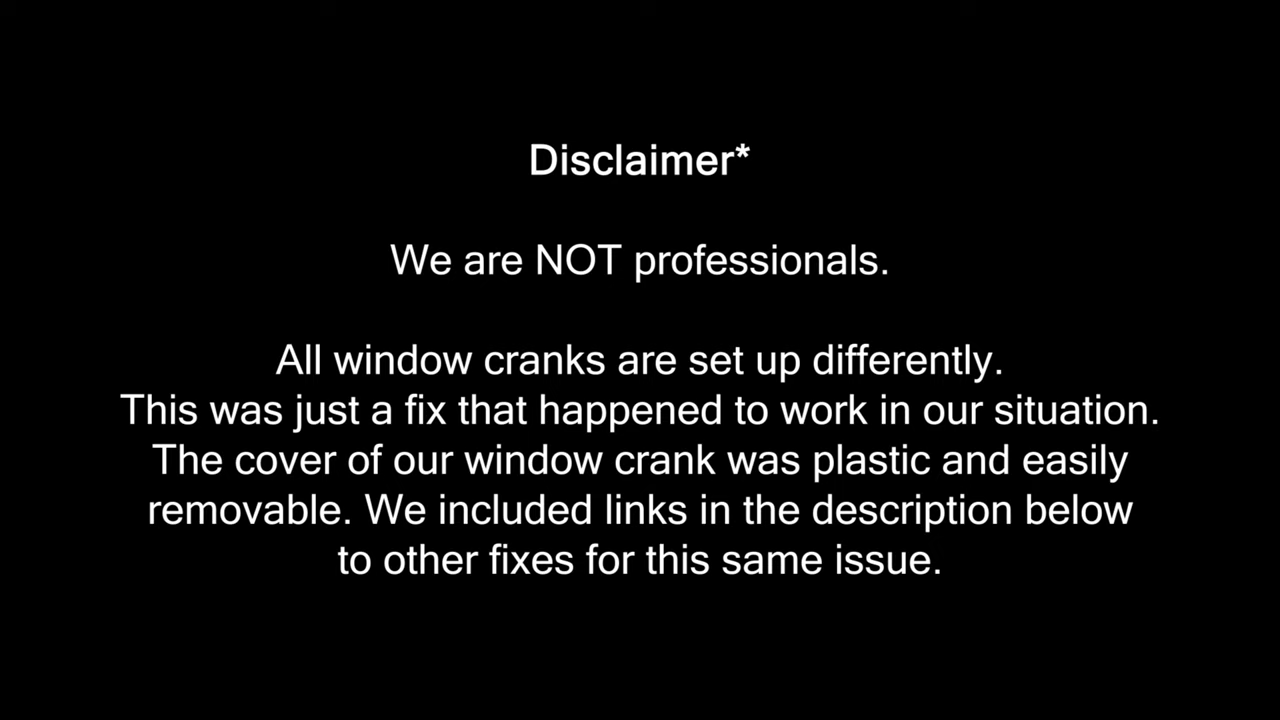 Disclaimer*
We are NOT professionals.
All window cranks are set up differently.
This was just a fix that happened to work in our situation.
The cover of our window crank was plastic and easily
removable. We included links in the description below
to other fixes for this same issue.